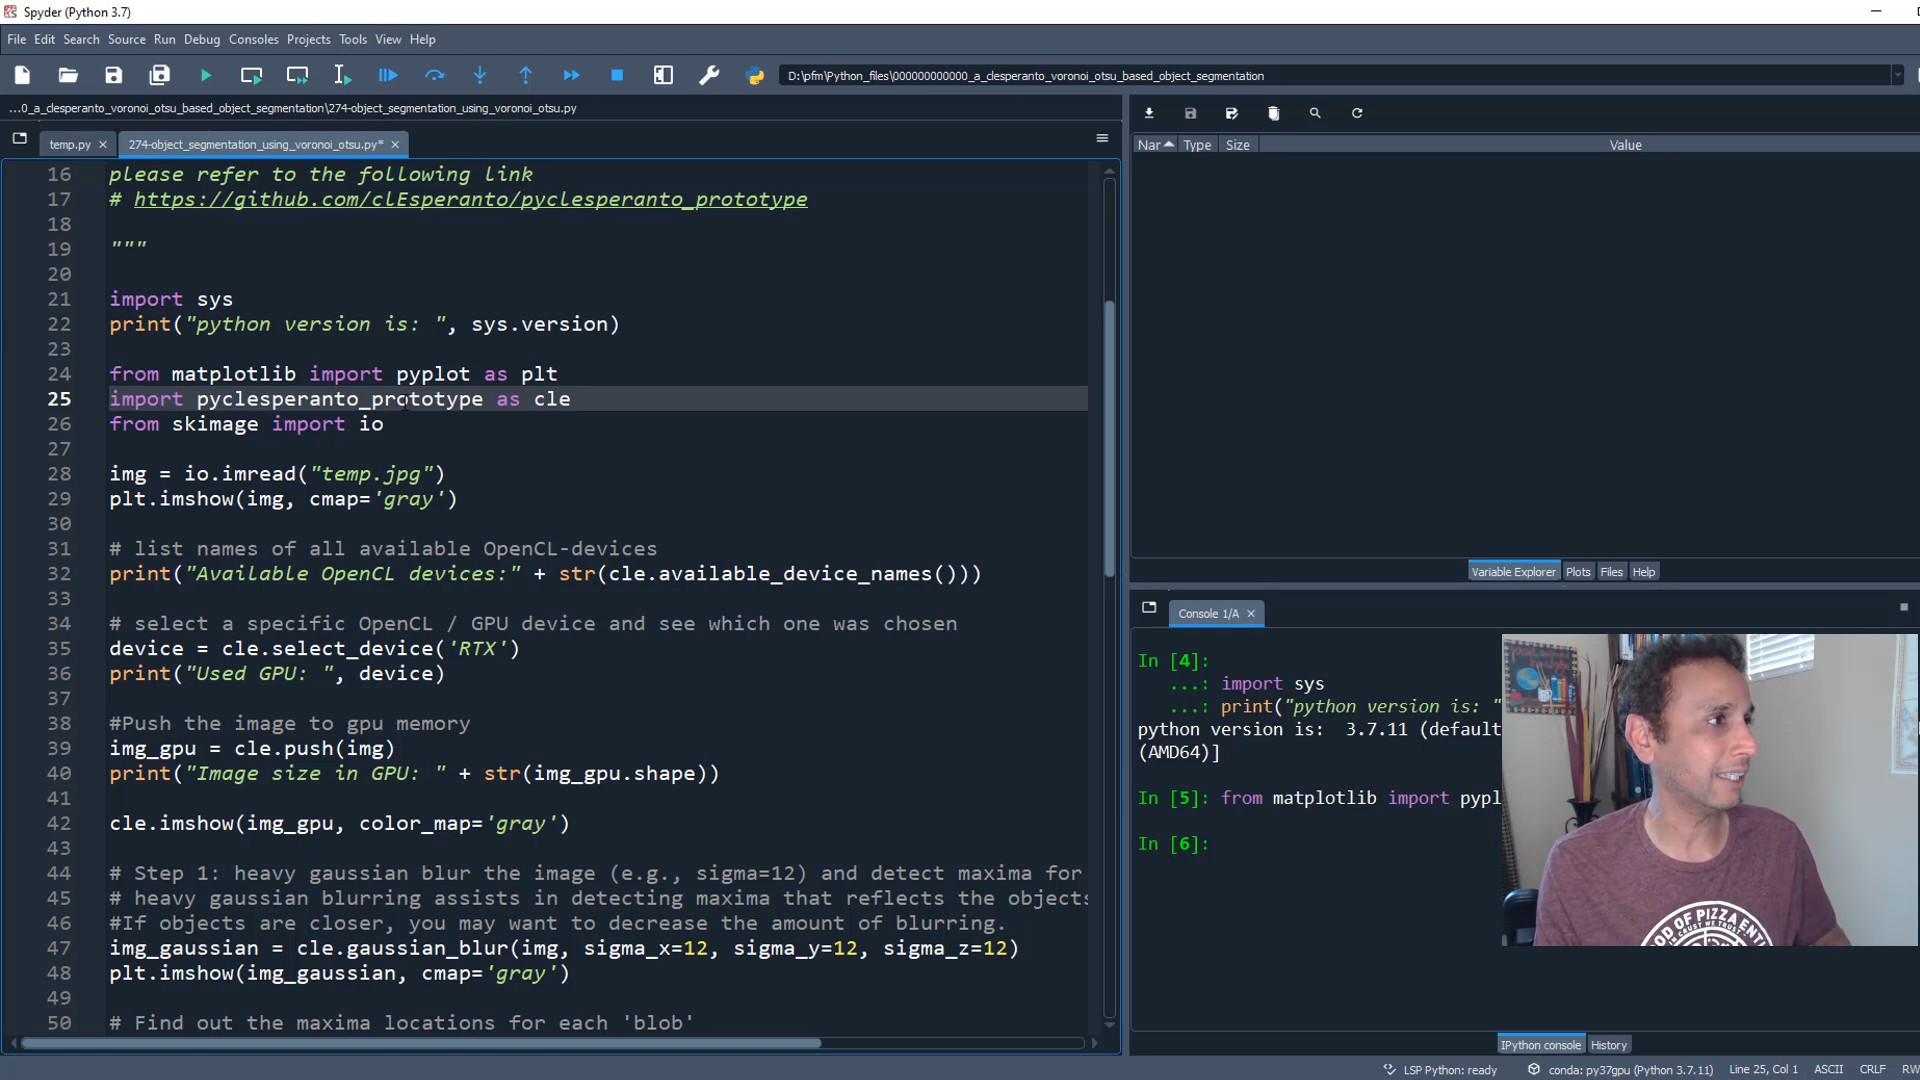 Spyder (Python 3.7)
File Edit Search Source Run Debug Consoles Projects Tools View Help
D:\pfm\Python_files\000000000000_a_clesperanto_voronoi_otsu_based_object_segmentation
...0_a_clesperanto_voronoi_otsu_based_object_segmentation\274-object_segmentation_using_voronoi_otsu.py
temp.py 274-object_segmentation_using_voronoi_otsu.py*
16 please refer to the following link
17 # https://github.com/clEsperanto/pyclesperanto_prototype
18
19 """
20
21 import sys
22 print("python version is: ", sys.version)
23
24 from matplotlib import pyplot as plt
25 import pyclesperanto_prototype as cle
26 from skimage import io
27
28 img = io.imread("temp.jpg")
29 plt.imshow(img, cmap='gray')
30
31 # list names of all available OpenCL-devices
32 print("Available OpenCL devices:" + str(cle.available_device_names()))
33
34 # select a specific OpenCL / GPU device and see which one was chosen
35 device = cle.select_device('RTX')
36 print("Used GPU: ", device)
37
38 #Push the image to gpu memory
39 img_gpu = cle.push(img)
40 print("Image size in GPU: " + str(img_gpu.shape))
41
42 cle.imshow(img_gpu, color_map='gray')
43
44 # Step 1: heavy gaussian blur the image (e.g., sigma=12) and detect maxima for
45 # heavy gaussian blurring assists in detecting maxima that reflects the objects
46 #If objects are closer, you may want to decrease the amount of blurring.
47 img_gaussian = cle.gaussian_blur(img, sigma_x=12, sigma_y=12, sigma_z=12)
48 plt.imshow(img_gaussian, cmap='gray')
49
50 # Find out the maxima locations for each 'blob'
Nar Type Size Value
Variable Explorer Plots Files Help
Console 1/A
In [4]:
...: import sys
...: print("python version is: "
python version is:  3.7.11 (default
(AMD64)]
In [5]: from matplotlib import pypl
In [6]:
OD OF PIZZA ENT
IN CRUST WE TRUST
IPython console History
LSP Python: ready conda: py37gpu (Python 3.7.11) Line 25, Col 1 ASCII CRLF RW